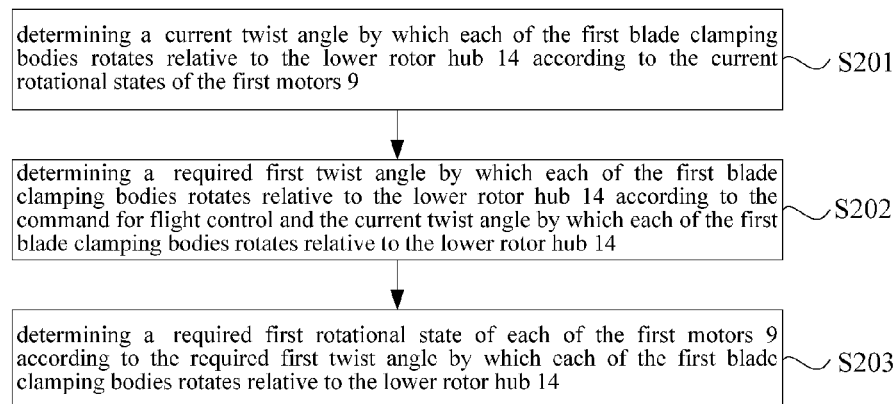 determining a current twist angle by which each of the first blade clamping
bodies rotates relative to the lower rotor hub 14 according to the current
rotational states of the first motors 9
S201
determining a required first twist angle by which each of the first blade
clamping bodies rotates relative to the lower rotor hub 14 according to the
command for flight control and the current twist angle by which each of the first
blade clamping bodies rotates relative to the lower rotor hub 14
S202
determining a required first rotational state of each of the first motors 9
according to the required first twist angle by which each of the first blade
clamping bodies rotates relative to the lower rotor hub 14
S203